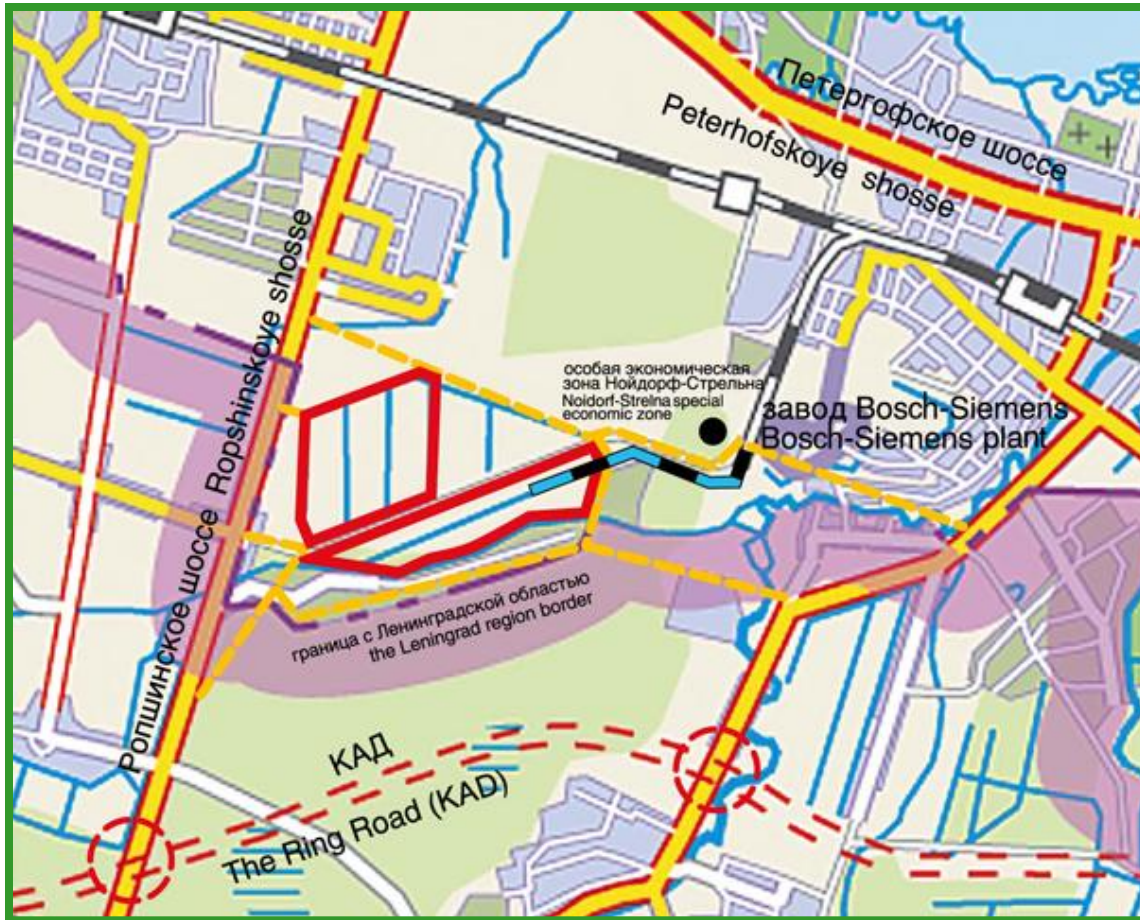 Петергофское шоссе
Peterhofskoye shosse
Ропшинское шоссе Ropshinskoye shosse
особая экономическая
зона Нойдорф-Стрельна
Noidorf-Strelna special
economic zone
завод Bosch-Siemens
Bosch-Siemens plant
граница с Ленинградской областью
the Leningrad region border
КАД
The Ring Road (KAD)